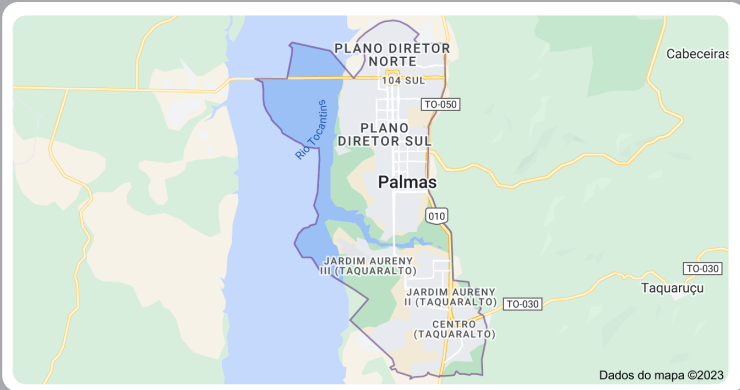 PLANO DIRETOR
NORTE
Cabeceiras
104 SUL
TO-050
Rio Tocantins
PLANO
DIRETOR SUL
Palmas
010
JARDIM AURENY
III (TAQUARALTO)
TO-030
Taquaruçu
JARDIM AURENY
II (TAQUARALTO)
TO-030
CENTRO
(TAQUARALTO)
Dados do mapa ©2023